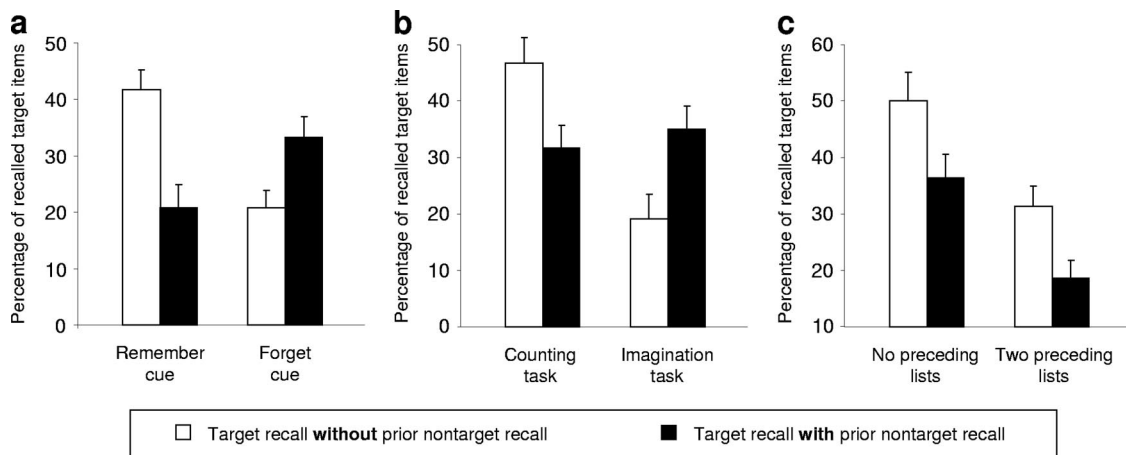 a
Percentage of recalled target items
50
40
30
20
10
0
Remember
cue
Forget
cue
b
Percentage of recalled target items
50
40
30
20
10
0
Counting
task
Imagination
task
c
Percentage of recalled target items
60
50
40
30
20
10
No preceding
lists
Two preceding
lists
Target recall without prior nontarget recall
Target recall with prior nontarget recall